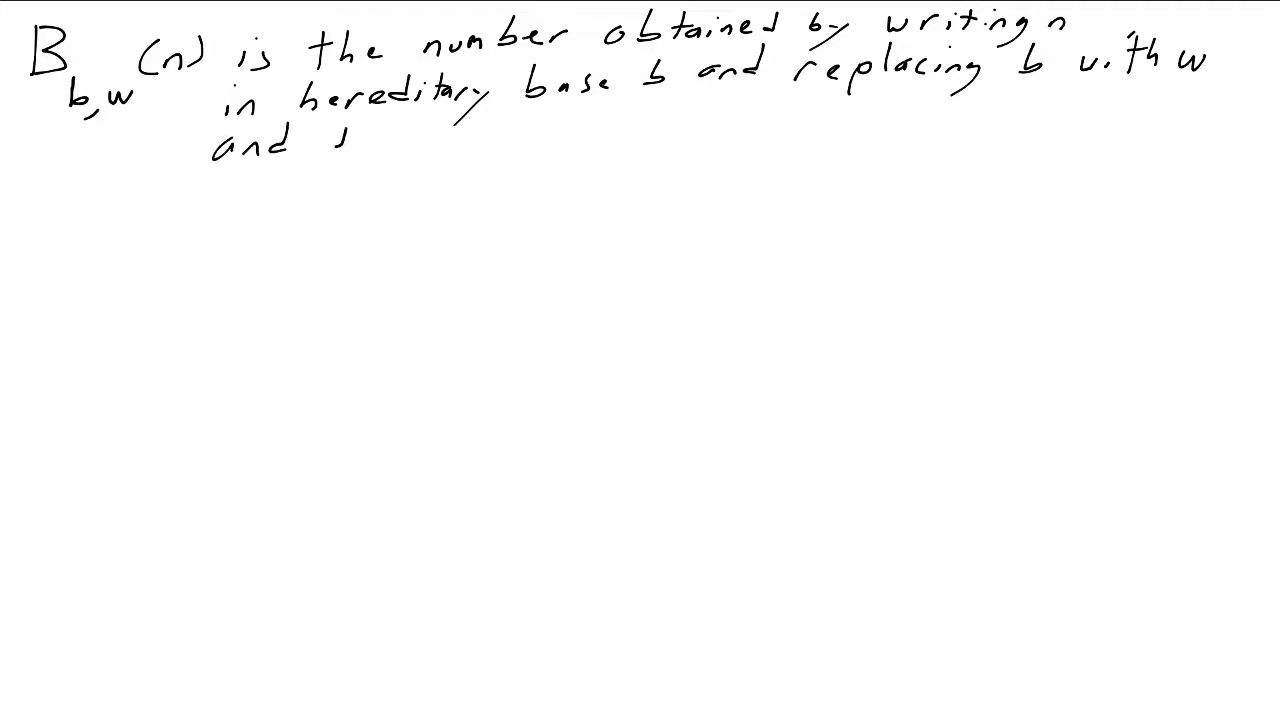 B_{b,w}(n) is the number obtained by writing n
in hereditary base b and replacing b with w
and